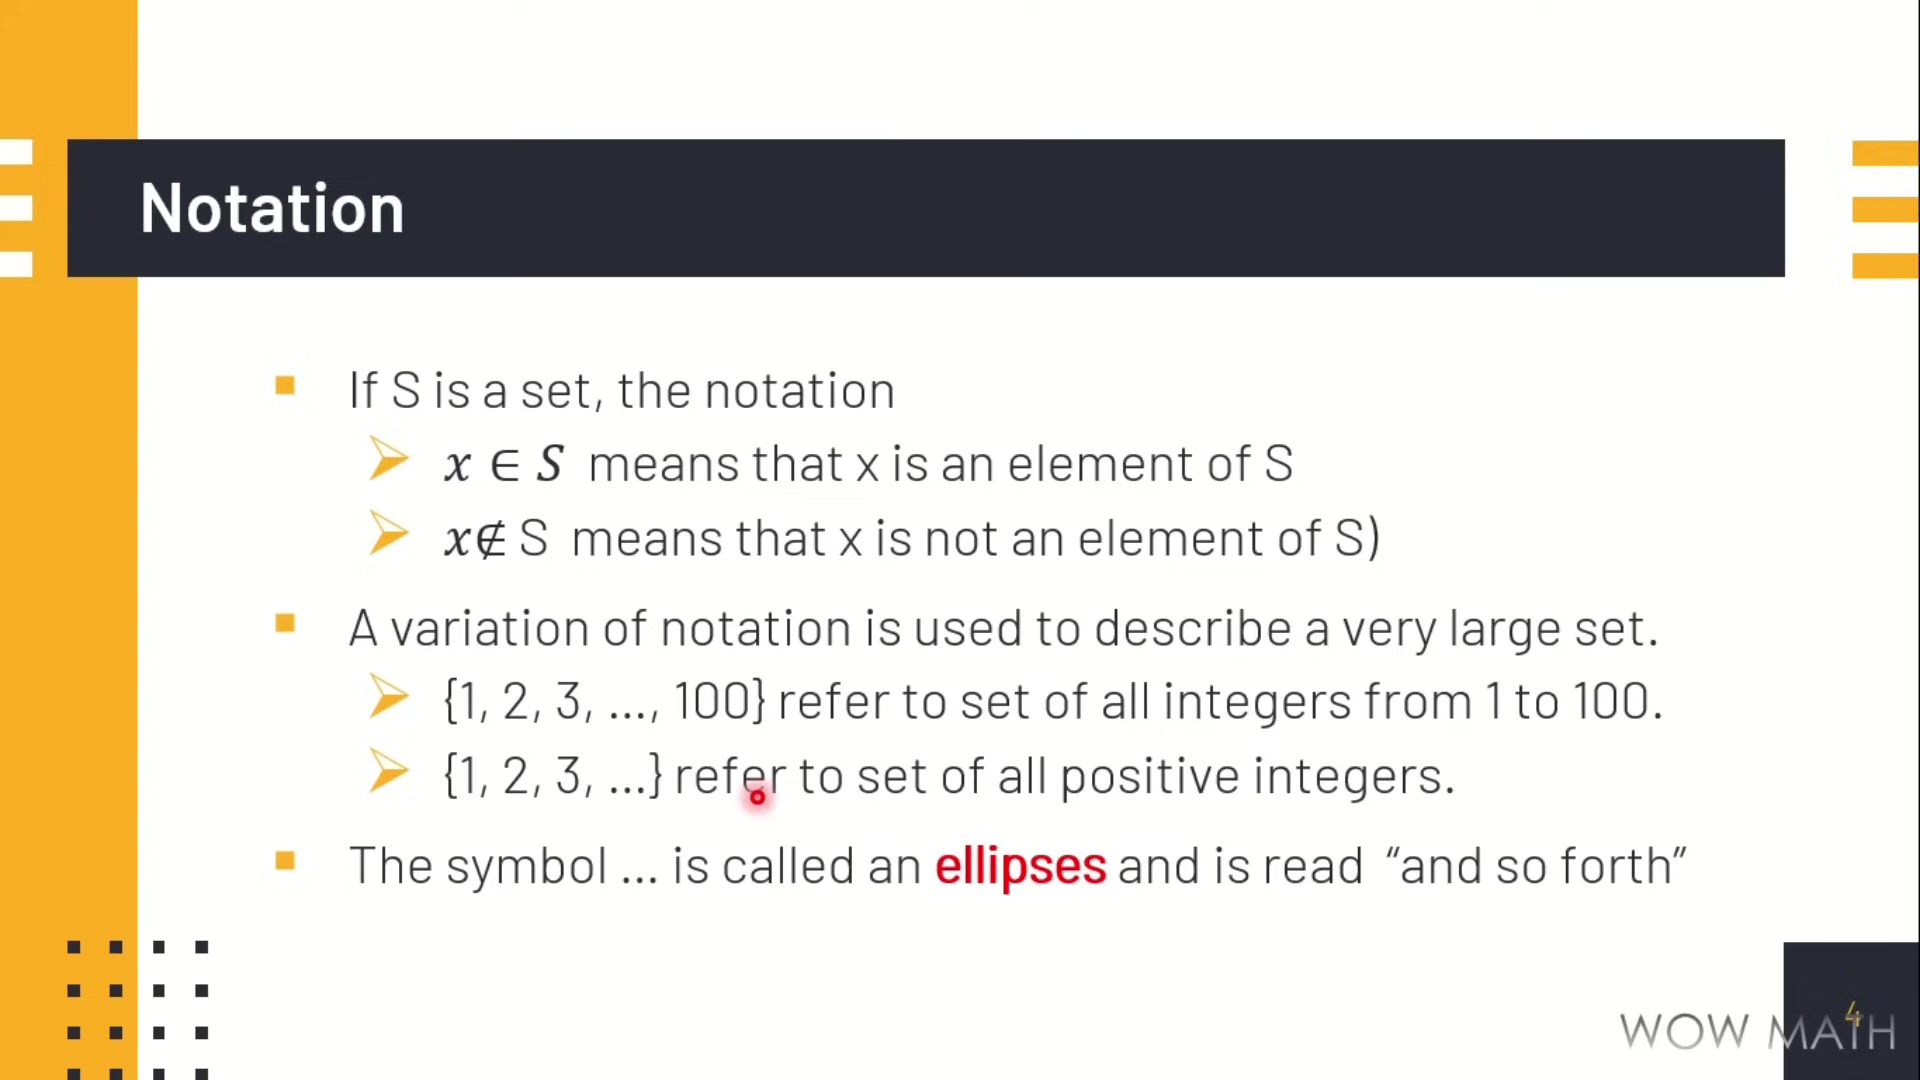 Notation
If S is a set, the notation
x ∈ S means that x is an element of S
x∉ S means that x is not an element of S)
A variation of notation is used to describe a very large set.
{1, 2, 3, …, 100} refer to set of all integers from 1 to 100.
{1, 2, 3, …} refer to set of all positive integers.
The symbol … is called an ellipses and is read “and so forth”
4
WOW MATH